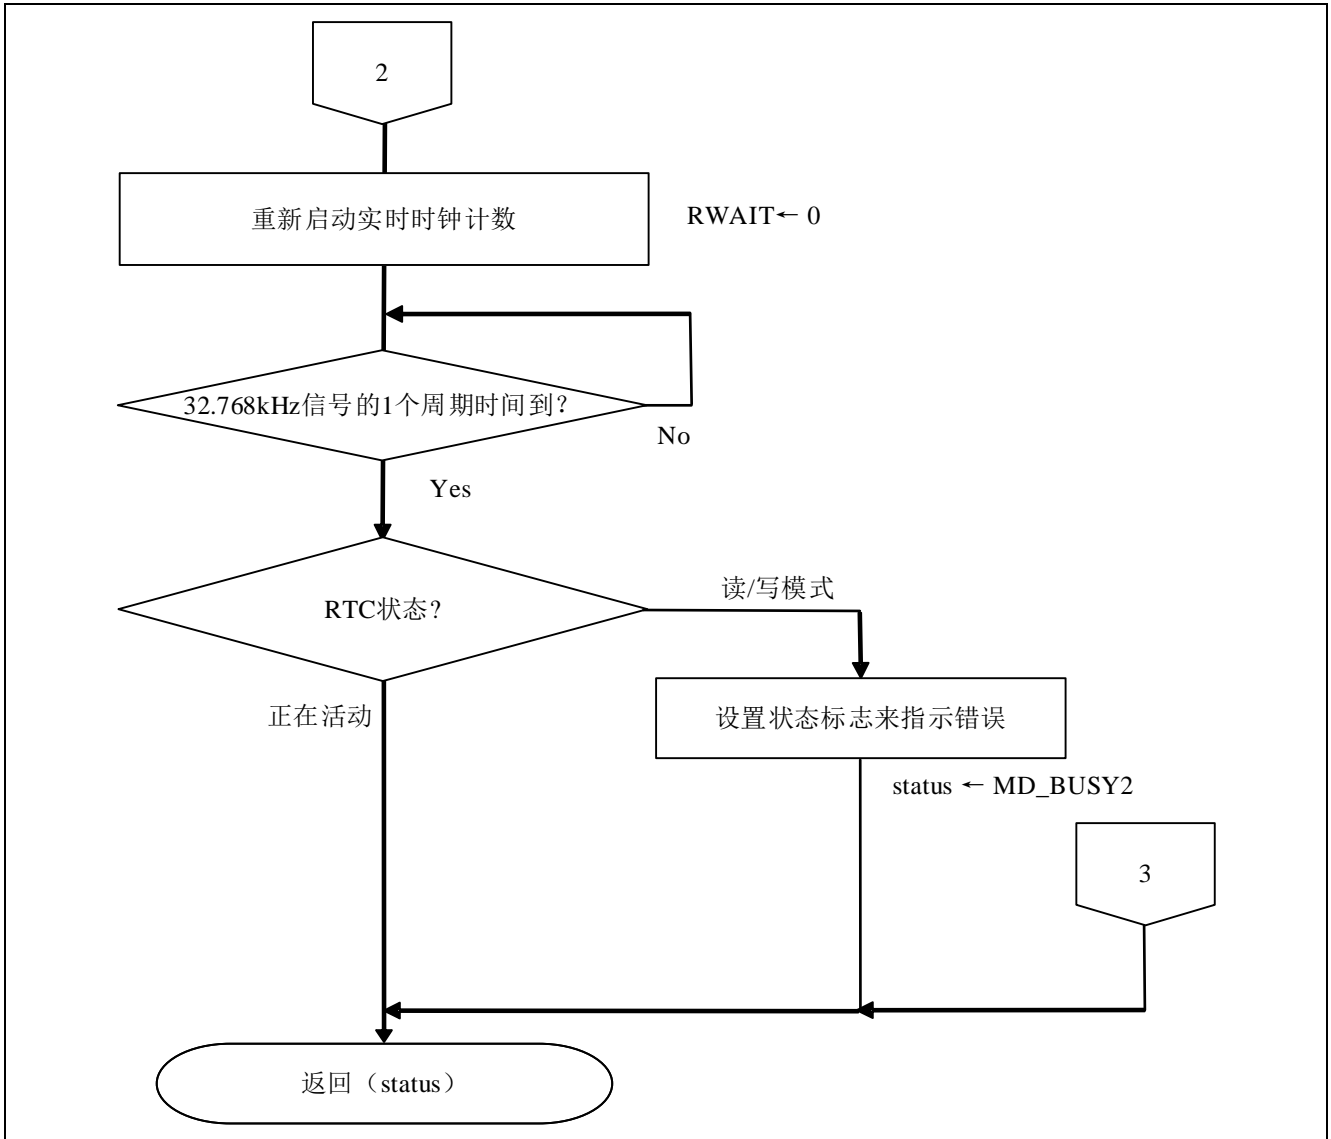 2
重新启动实时时钟计数
RWAIT← 0
32.768kHz信号的1个周期时间到？
No
Yes
RTC状态？
读/写模式
正在活动
设置状态标志来指示错误
status ← MD_BUSY2
3
返回（status）